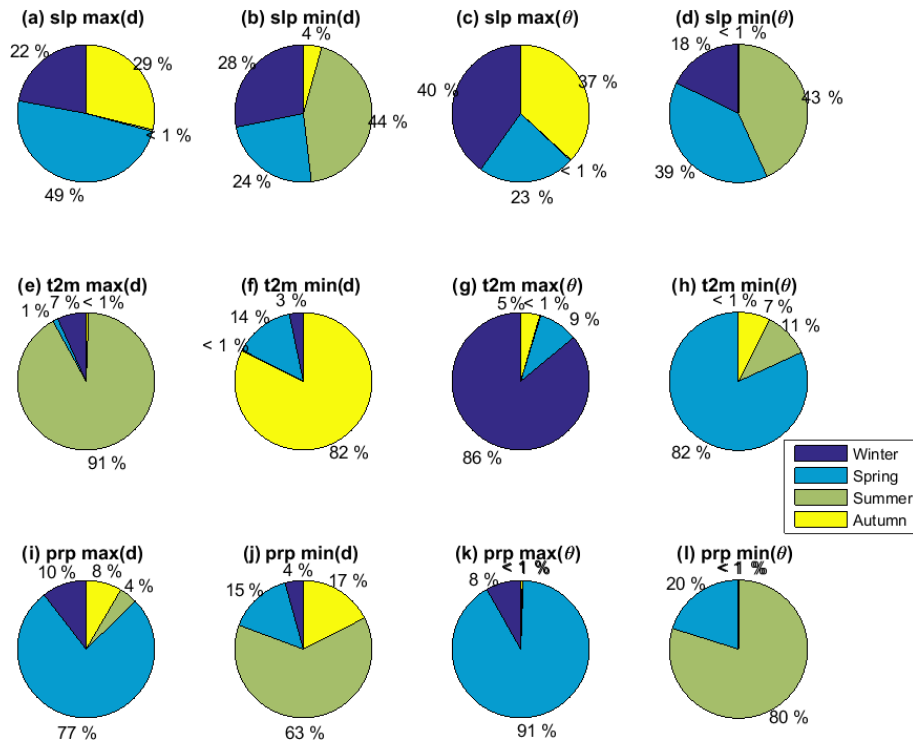 (a) slp max(d)
22 %
29 %
< 1 %
49 %
(b) slp min(d)
4 %
28 %
44 %
24 %
(c) slp max(θ)
40 %
37 %
< 1 %
23 %
(d) slp min(θ)
< 1 %
18 %
43 %
39 %
(e) t2m max(d)
7 %
< 1%
1 %
91 %
(f) t2m min(d)
3 %
14 %
< 1 %
82 %
(g) t2m max(θ)
5%
< 1 %
9 %
86 %
(h) t2m min(θ)
< 1 %
7 %
11 %
82 %
Winter
Spring
Summer
Autumn
(i) prp max(d)
10 %
8 %
4 %
77 %
(j) prp min(d)
4 %
15 %
17 %
63 %
(k) prp max(θ)
< 1 %
8 %
91 %
(l) prp min(θ)
< 1 %
20 %
80 %